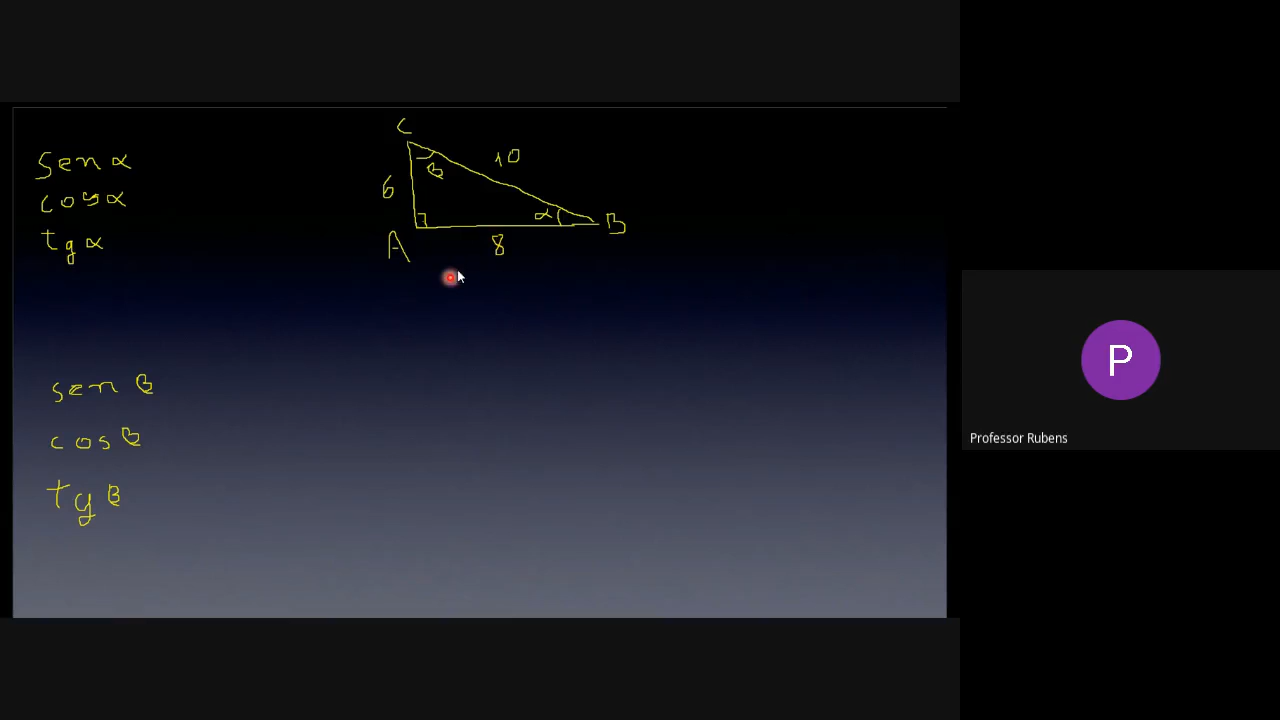 C
sen α
10
β
6
cos α
α
B
tg α
A
8
sen β
cos β
tg β
P
Professor Rubens